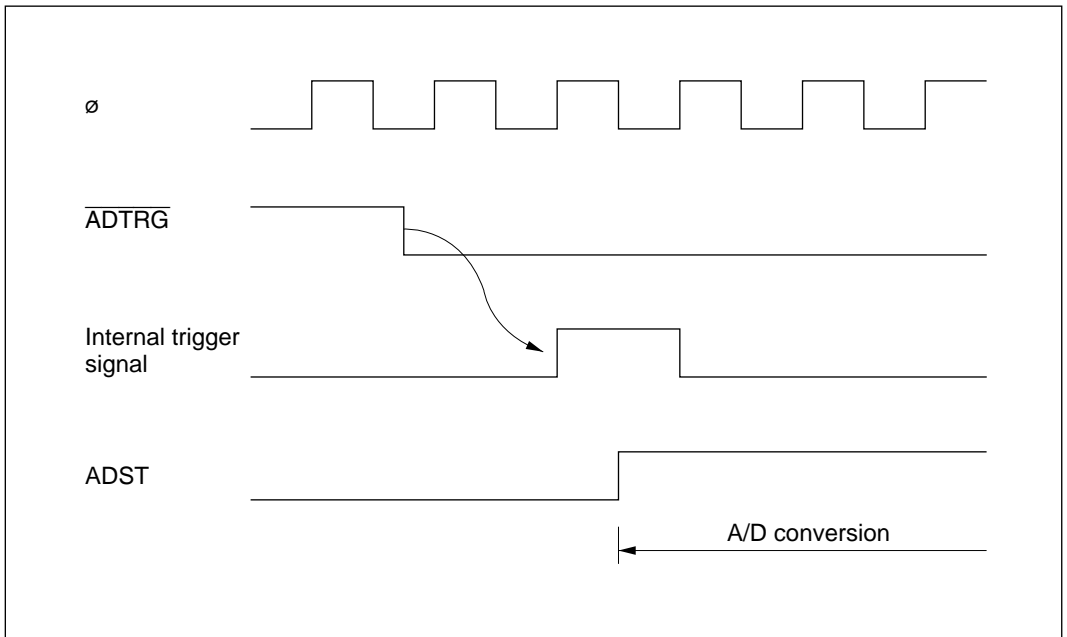 ø
ADTRG
Internal trigger
signal
ADST
A/D conversion